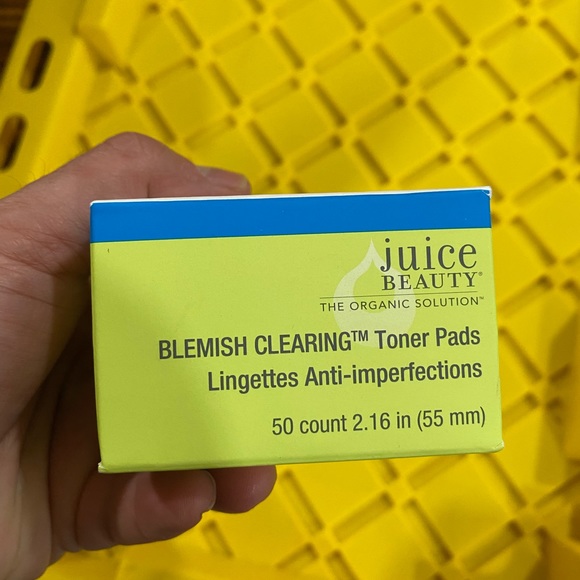 juice
BEAUTY®
THE ORGANIC SOLUTION™
BLEMISH CLEARING™ Toner Pads
Lingettes Anti-imperfections
50 count 2.16 in (55 mm)